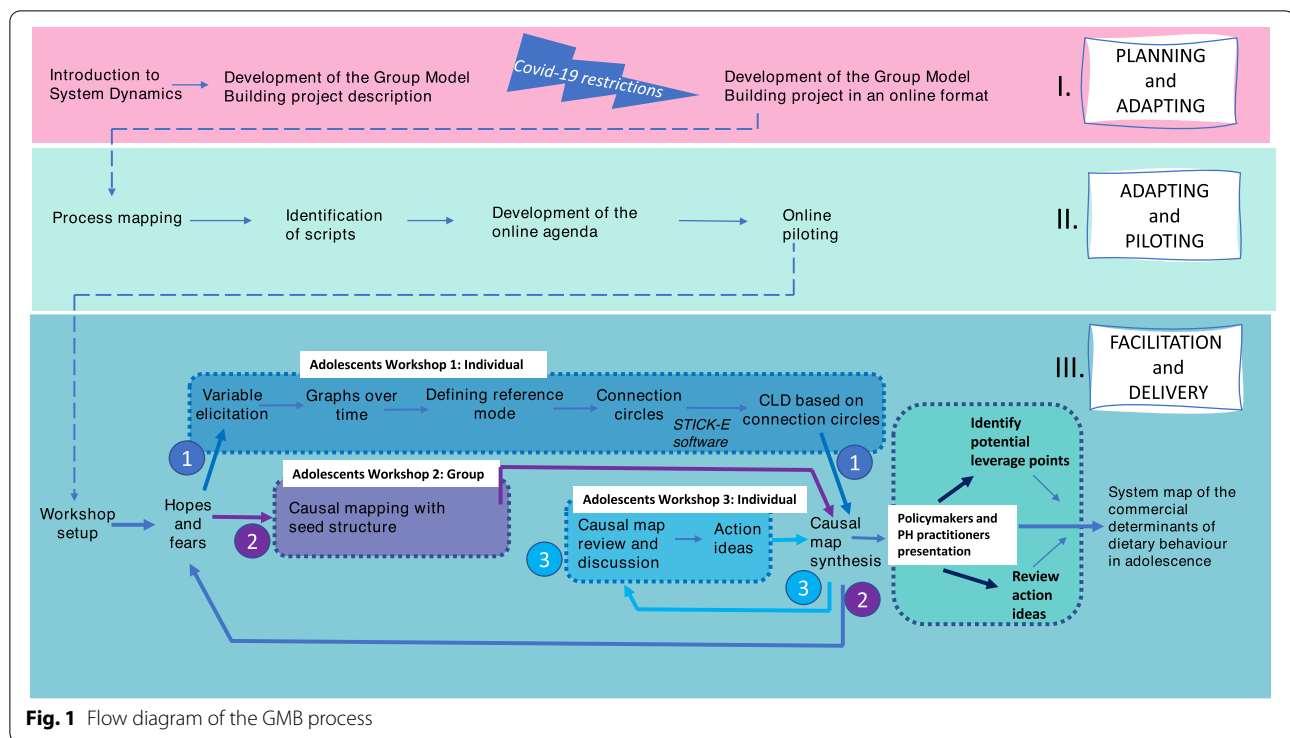 Introduction to
System Dynamics
Development of the Group Model
Building project description
Covid-19 restrictions
Development of the Group Model
Building project in an online format
I.
PLANNING
and
ADAPTING
Process mapping
Identification
of scripts
Development of the
online agenda
Online
piloting
II.
ADAPTING
and
PILOTING
III.
FACILITATION
and
DELIVERY
Adolescents Workshop 1: Individual
Variable
elicitation
Graphs over
time
Defining reference
mode
Connection
circles
STICK-E
software
CLD based on
connection circles
1
1
Adolescents Workshop 2: Group
Causal mapping with
seed structure
Workshop
setup
Hopes
and
fears
2
Adolescents Workshop 3: Individual
Causal map
review and
discussion
Action
ideas
3
Causal
map
synthesis
3
2
Identify
potential
leverage points
Policymakers and
PH practitioners
presentation
Review
action
ideas
System map of the
commercial
determinants of
dietary behaviour
in adolescence
Fig. 1 Flow diagram of the GMB process